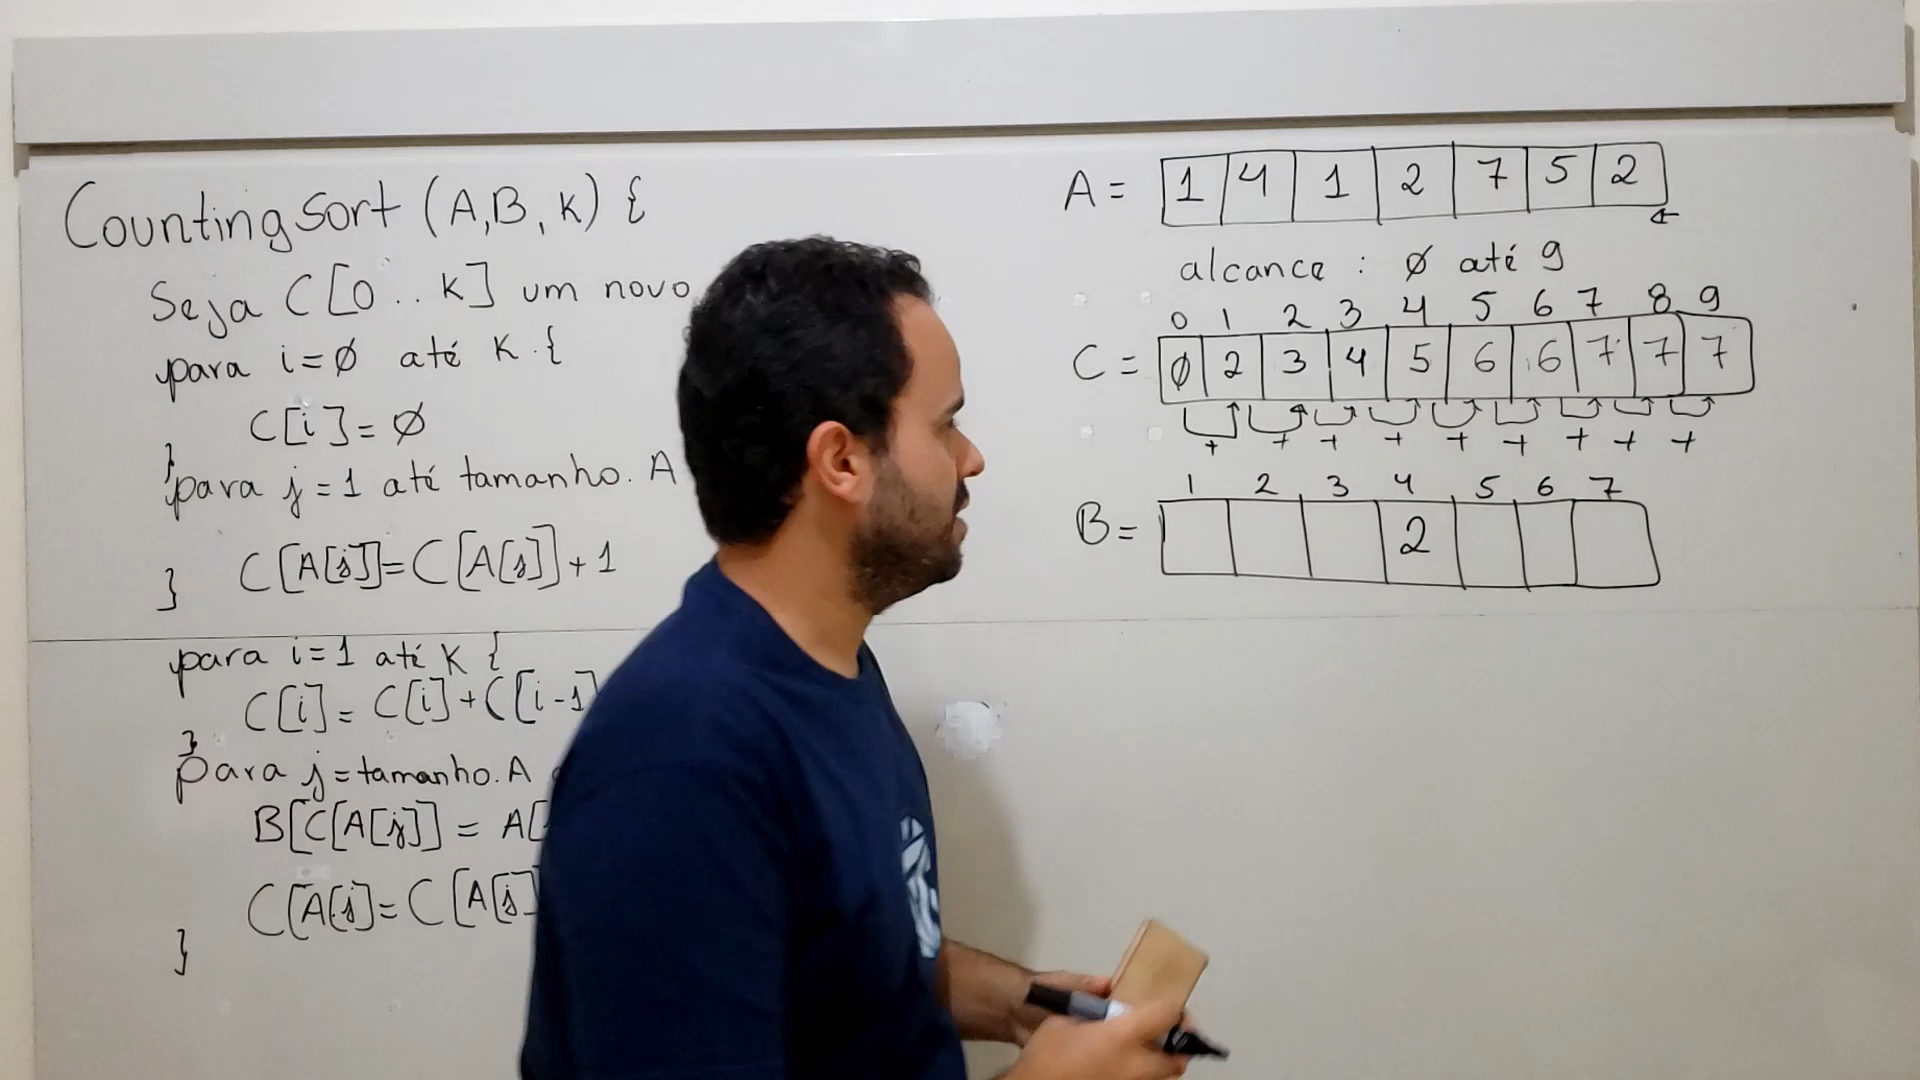 CountingSort (A,B,K) {
Seja C[0..K] um novo
para i=Ø até K {
C[i]=Ø
}
para j=1 até tamanho.A
C[A[j]]=C[A[j]]+1
}
para i=1 até K {
C[i]=C[i]+C[i-1]
}
para j=tamanho.A
B[C[A[j]] = A[
C[A[j]=C[A[j]
}
A= 1 4 1 2 7 5 2
←
alcance : Ø até 9
0 1 2 3 4 5 6 7 8 9
C= Ø 2 3 4 5 6 6 7 7 7
+ + + + + + + + +
1 2 3 4 5 6 7
B= 2